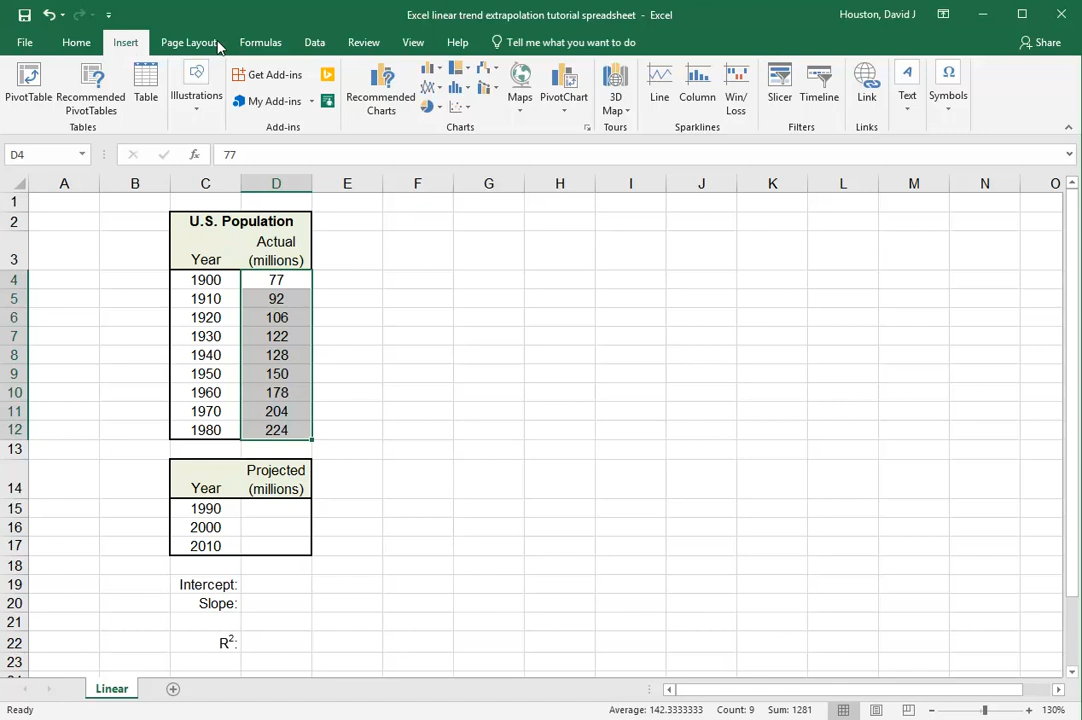 Excel linear trend extrapolation tutorial spreadsheet - Excel
Houston, David J
File Home Insert Page Layout Formulas Data Review View Help Tell me what you want to do Share
PivotTable
Recommended
PivotTables
Table
Tables
Illustrations
Get Add-ins
My Add-ins
Add-ins
Recommended
Charts
Maps
PivotChart
Charts
3D
Map
Tours
Line
Column
Win/
Loss
Sparklines
Slicer
Timeline
Filters
Link
Links
Text
Symbols
D4 fx 77
A B C D E F G H I J K L M N O
1
2 U.S. Population
Actual
3 Year (millions)
4 1900 77
5 1910 92
6 1920 106
7 1930 122
8 1940 128
9 1950 150
10 1960 178
11 1970 204
12 1980 224
13
Projected
14 Year (millions)
15 1990
16 2000
17 2010
18
19 Intercept:
20 Slope:
21
22 R²:
23
Linear
Ready Average: 142.3333333 Count: 9 Sum: 1281 130%